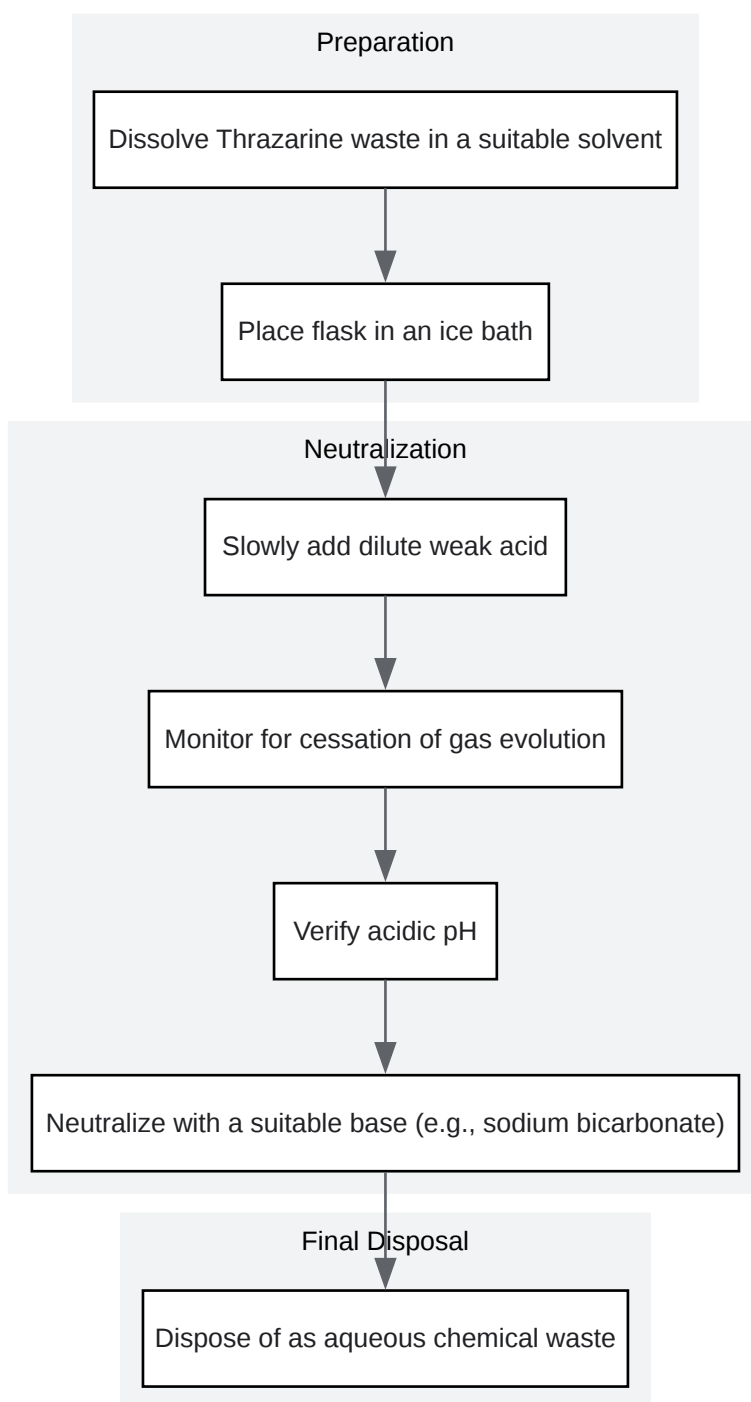 Preparation
Dissolve Thrazarine waste in a suitable solvent
Place flask in an ice bath
Neutralization
Slowly add dilute weak acid
Monitor for cessation of gas evolution
Verify acidic pH
Neutralize with a suitable base (e.g., sodium bicarbonate)
Final Disposal
Dispose of as aqueous chemical waste